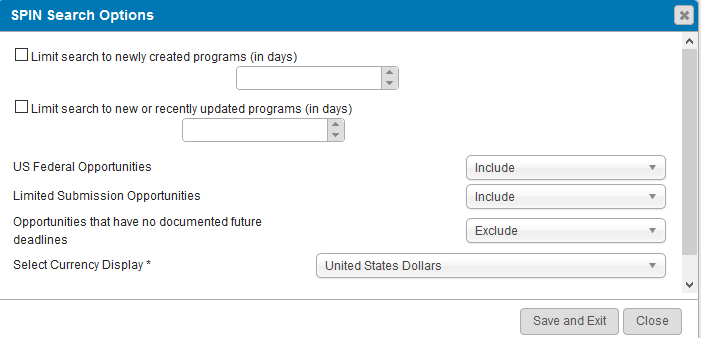 SPIN Search Options
Limit search to newly created programs (in days)
Limit search to new or recently updated programs (in days)
US Federal Opportunities Include
Limited Submission Opportunities Include
Opportunities that have no documented future
deadlines Exclude
Select Currency Display * United States Dollars
Save and Exit Close